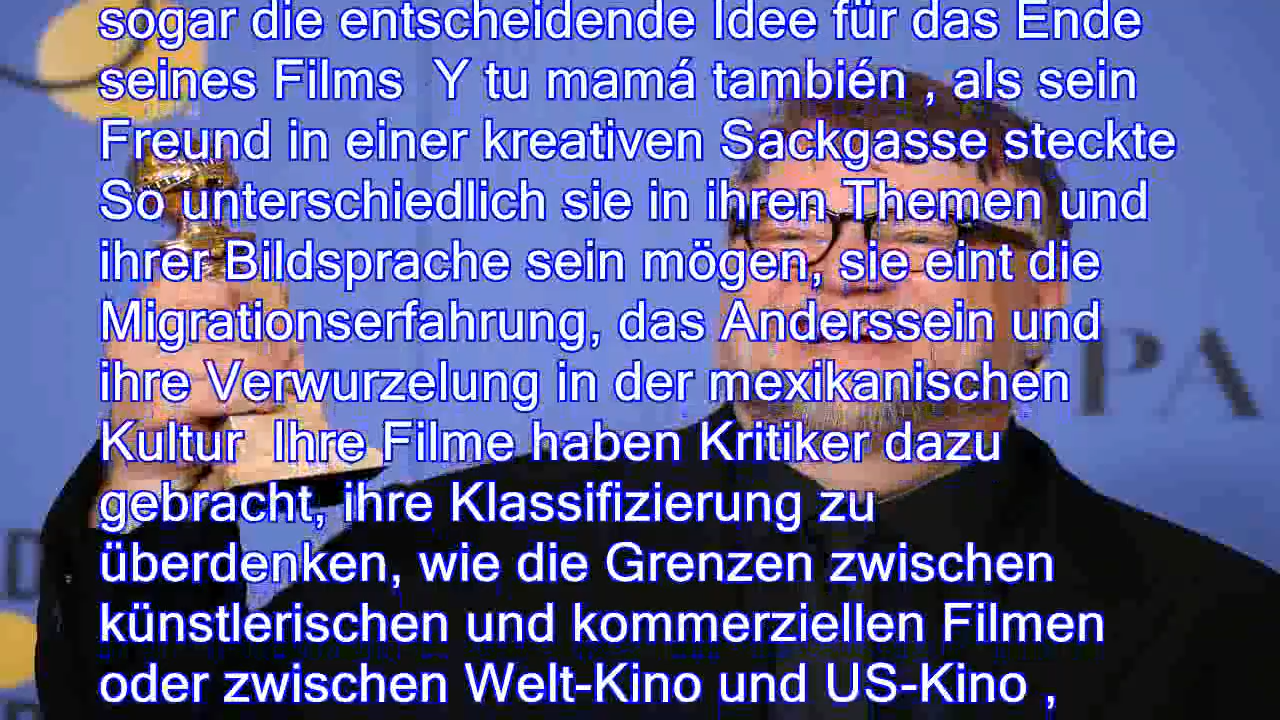 sogar die entscheidende Idee für das Ende
seines Films Y tu mamá también , als sein
Freund in einer kreativen Sackgasse steckte
So unterschiedlich sie in ihren Themen und
ihrer Bildsprache sein mögen, sie eint die
Migrationserfahrung, das Anderssein und
ihre Verwurzelung in der mexikanischen
Kultur Ihre Filme haben Kritiker dazu
gebracht, ihre Klassifizierung zu
überdenken, wie die Grenzen zwischen
künstlerischen und kommerziellen Filmen
oder zwischen Welt-Kino und US-Kino ,
PA